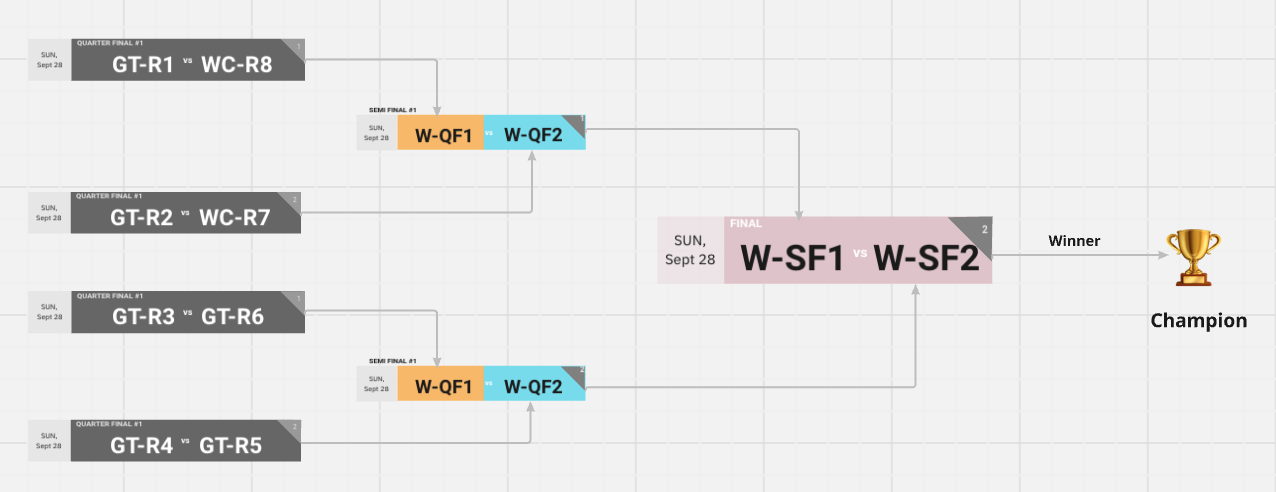 QUARTER FINAL #1
1
SUN,
Sept 28
GT-R1 vs WC-R8
SEMI FINAL #1
1
SUN,
Sept 28
W-QF1 vs W-QF2
QUARTER FINAL #1
2
SUN,
Sept 28
GT-R2 vs WC-R7
FINAL
2
SUN,
Sept 28
W-SF1 vs W-SF2
Winner
Champion
QUARTER FINAL #1
1
SUN,
Sept 28
GT-R3 vs GT-R6
SEMI FINAL #1
2
SUN,
Sept 28
W-QF1 vs W-QF2
QUARTER FINAL #1
2
SUN,
Sept 28
GT-R4 vs GT-R5